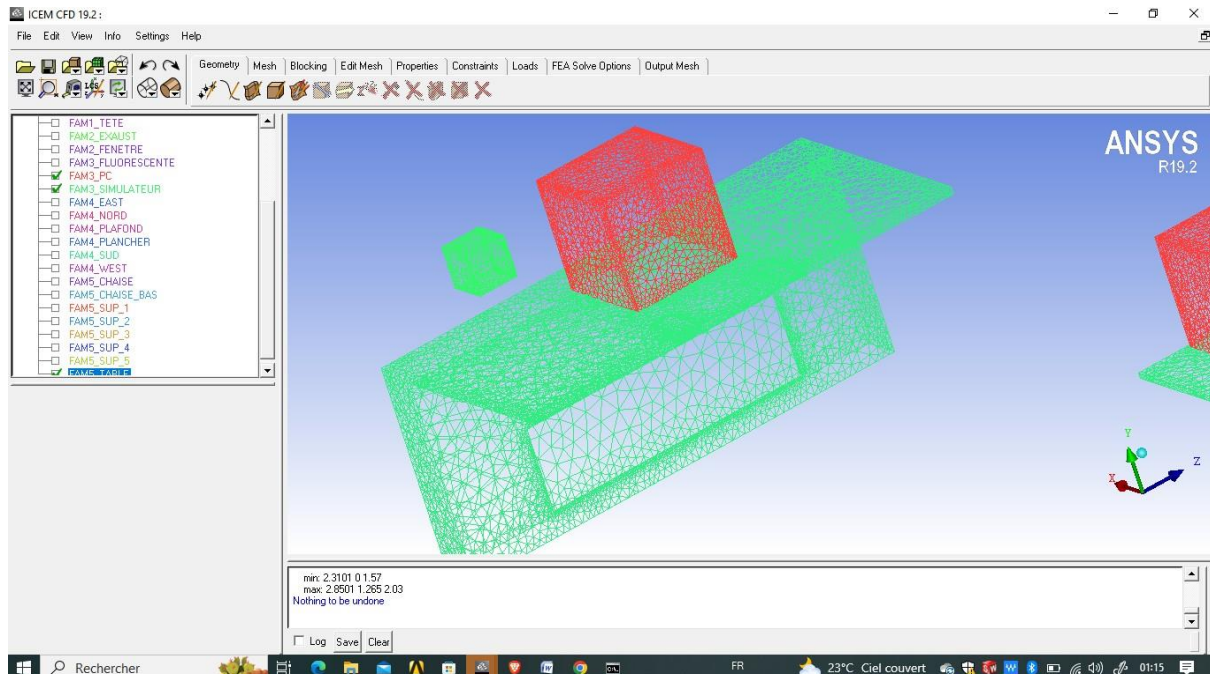 ICEM CFD 19.2 :
File Edit View Info Settings Help
Geometry Mesh Blocking Edit Mesh Properties Constraints Loads FEA Solve Options Output Mesh
FAM1_TETE
FAM2_EXAUST
FAM2_FENETRE
FAM3_FLUORESCENTE
FAM3_PC
FAM3_SIMULATEUR
FAM4_EAST
FAM4_NORD
FAM4_PLAFOND
FAM4_PLANCHER
FAM4_SUD
FAM4_WEST
FAM5_CHAISE
FAM5_CHAISE_BAS
FAM5_SUP_1
FAM5_SUP_2
FAM5_SUP_3
FAM5_SUP_4
FAM5_SUP_5
FAM5_TABLE
ANSYS
R19.2
Y
Z
X
min: 2.3101 0 1.57
max: 2.8501 1.265 2.03
Nothing to be undone
Log Save Clear
Rechercher
FR
23°C Ciel couvert
01:15